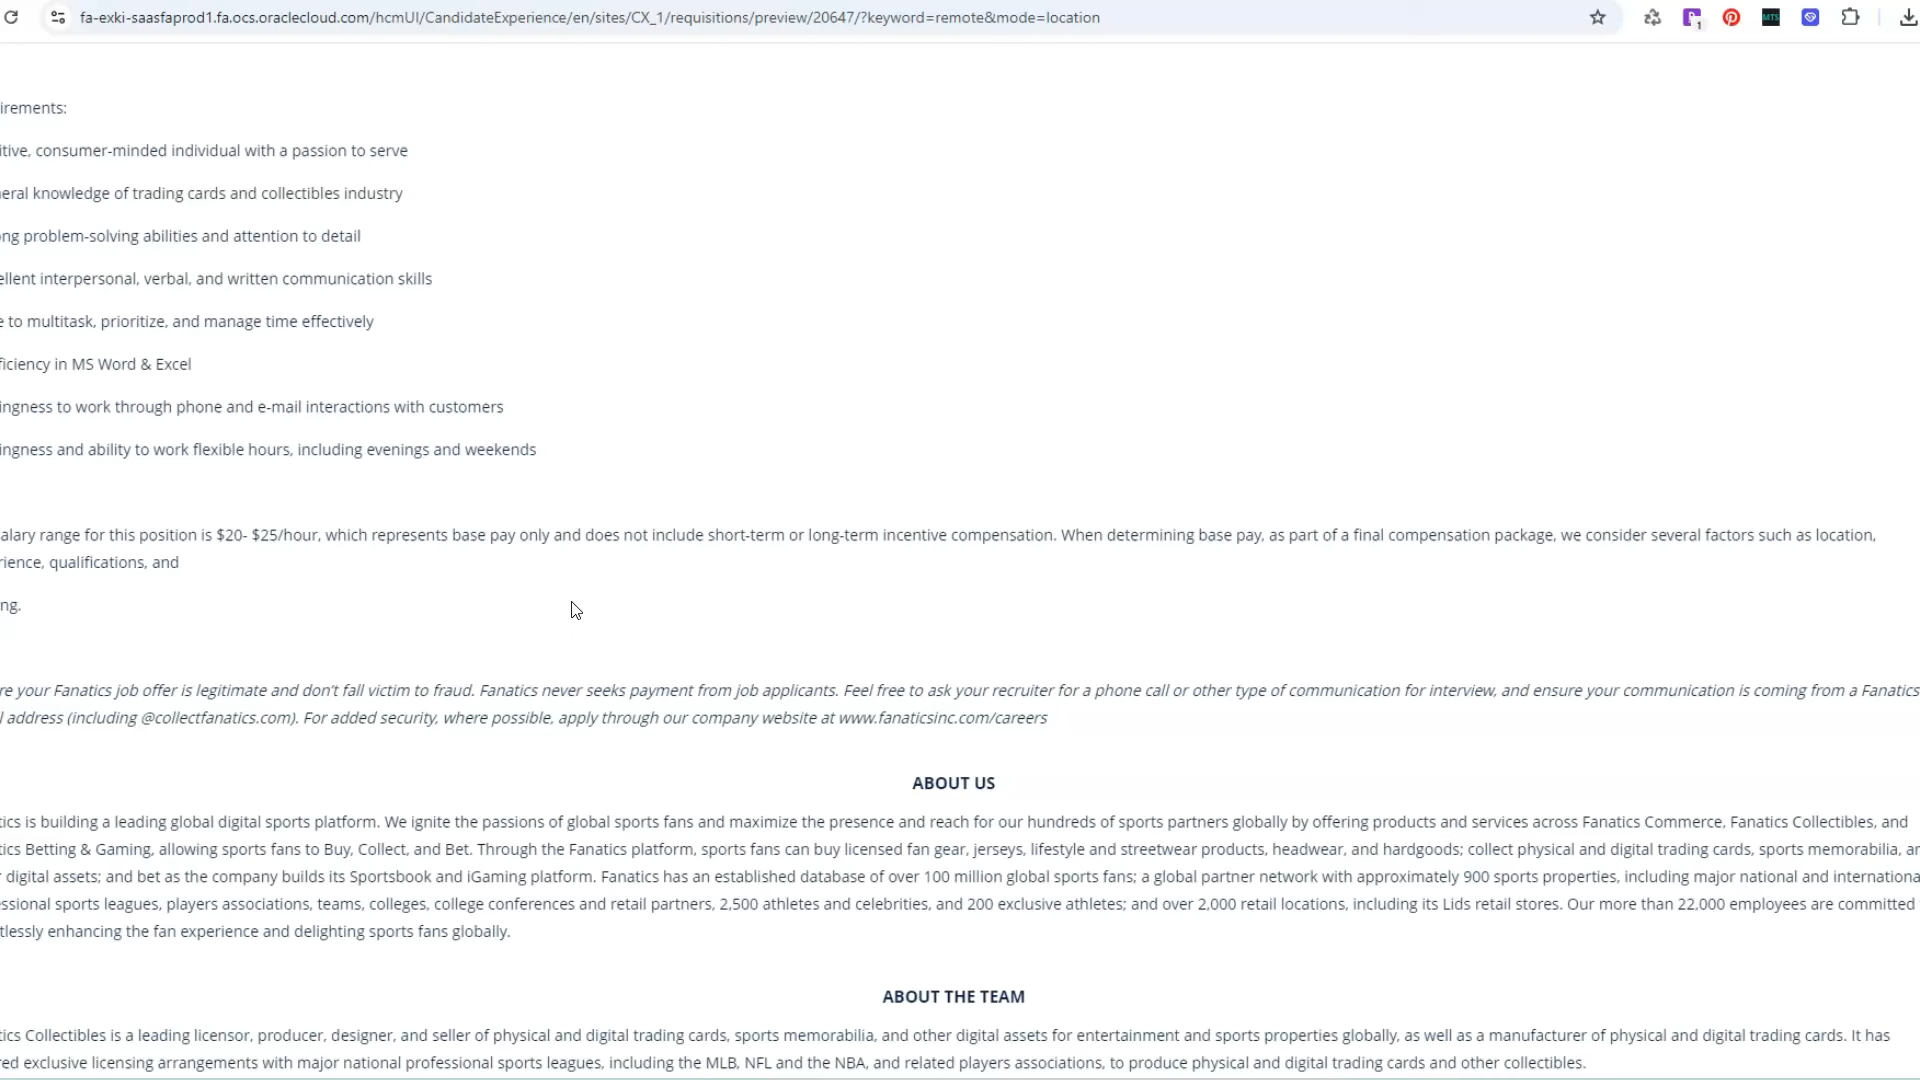 fa-exki-saasfaprod1.fa.ocs.oraclecloud.com/hcmUI/CandidateExperience/en/sites/CX_1/requisitions/preview/20647/?keyword=remote&mode=location
1
MTS
irements:
itive, consumer-minded individual with a passion to serve
neral knowledge of trading cards and collectibles industry
ong problem-solving abilities and attention to detail
ellent interpersonal, verbal, and written communication skills
e to multitask, prioritize, and manage time effectively
ficiency in MS Word & Excel
ingness to work through phone and e-mail interactions with customers
ingness and ability to work flexible hours, including evenings and weekends
alary range for this position is $20- $25/hour, which represents base pay only and does not include short-term or long-term incentive compensation. When determining base pay, as part of a final compensation package, we consider several factors such as location,
rience, qualifications, and
ng.
re your Fanatics job offer is legitimate and don't fall victim to fraud. Fanatics never seeks payment from job applicants. Feel free to ask your recruiter for a phone call or other type of communication for interview, and ensure your communication is coming from a Fanatics
l address (including @collectfanatics.com). For added security, where possible, apply through our company website at www.fanaticsinc.com/careers
ABOUT US
tics is building a leading global digital sports platform. We ignite the passions of global sports fans and maximize the presence and reach for our hundreds of sports partners globally by offering products and services across Fanatics Commerce, Fanatics Collectibles, and
tics Betting & Gaming, allowing sports fans to Buy, Collect, and Bet. Through the Fanatics platform, sports fans can buy licensed fan gear, jerseys, lifestyle and streetwear products, headwear, and hardgoods; collect physical and digital trading cards, sports memorabilia, an
r digital assets; and bet as the company builds its Sportsbook and iGaming platform. Fanatics has an established database of over 100 million global sports fans; a global partner network with approximately 900 sports properties, including major national and internationa
essional sports leagues, players associations, teams, colleges, college conferences and retail partners, 2,500 athletes and celebrities, and 200 exclusive athletes; and over 2,000 retail locations, including its Lids retail stores. Our more than 22,000 employees are committed
tlessly enhancing the fan experience and delighting sports fans globally.
ABOUT THE TEAM
tics Collectibles is a leading licensor, producer, designer, and seller of physical and digital trading cards, sports memorabilia, and other digital assets for entertainment and sports properties globally, as well as a manufacturer of physical and digital trading cards. It has
red exclusive licensing arrangements with major national professional sports leagues, including the MLB, NFL and the NBA, and related players associations, to produce physical and digital trading cards and other collectibles.